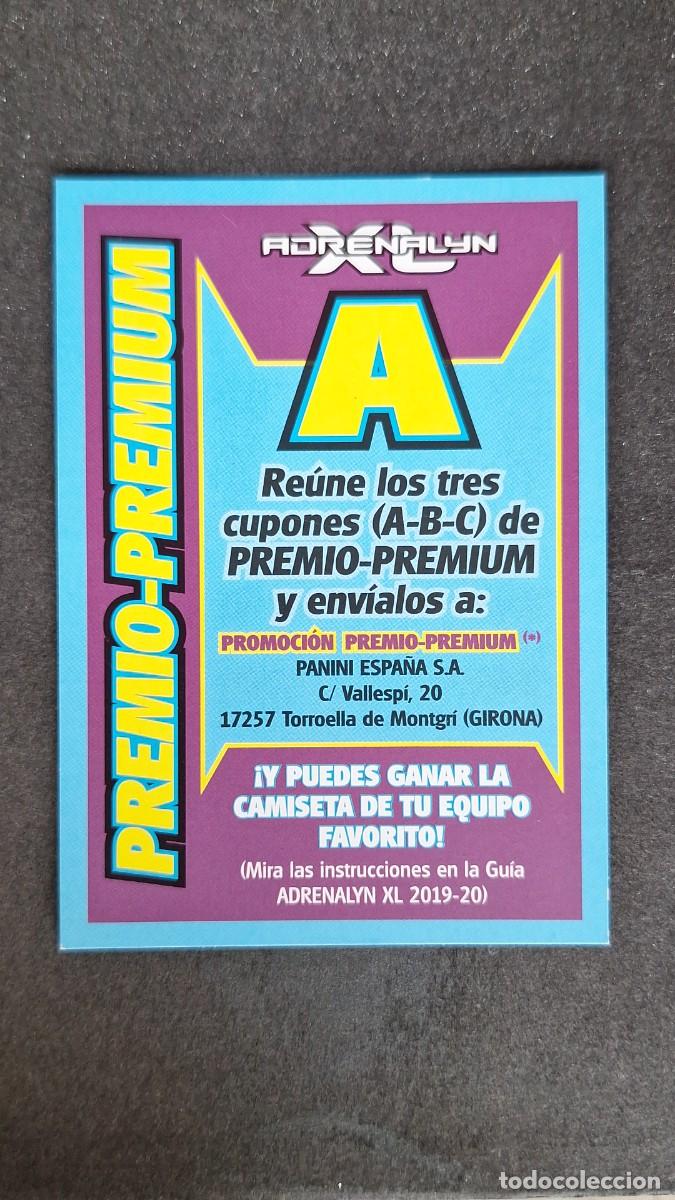 PREMIO-PREMIUM
ADRENALYN
XL
A
Reúne los tres
cupones (A-B-C) de
PREMIO-PREMIUM
y envíalos a:
PROMOCIÓN PREMIO-PREMIUM (*)
PANINI ESPAÑA S.A.
C/ Vallespí, 20
17257 Torroella de Montgrí (GIRONA)
¡Y PUEDES GANAR LA
CAMISETA DE TU EQUIPO
FAVORITO!
(Mira las instrucciones en la Guía
ADRENALYN XL 2019-20)
todocoleccion